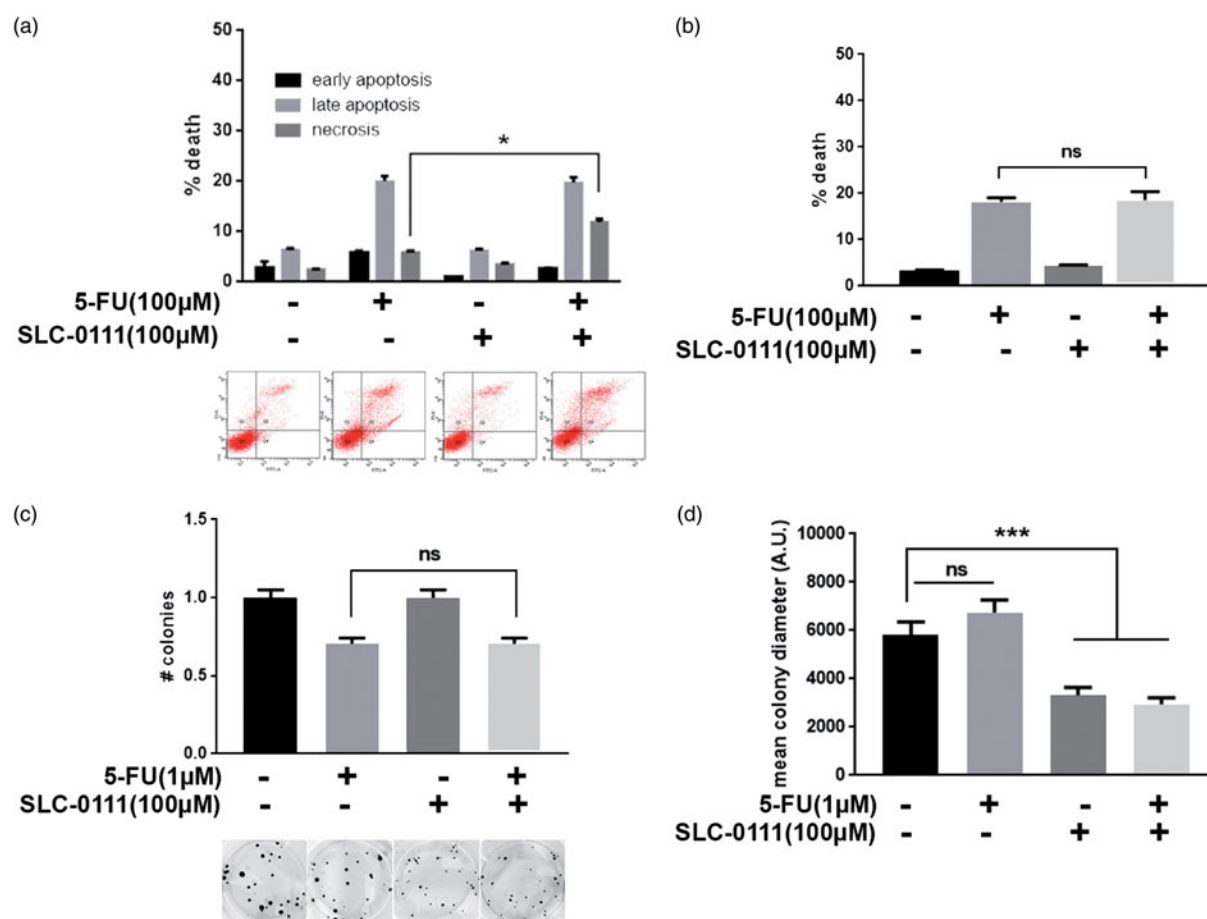 (a)
50
40
30
20
10
0
% death
early apoptosis
late apoptosis
necrosis
*
5-FU(100µM) - + - +
SLC-0111(100µM) - - + +
(b)
50
40
30
20
10
0
% death
ns
5-FU(100µM) - + - +
SLC-0111(100µM) - - + +
(c)
1.5
1.0
0.5
0.0
# colonies
ns
5-FU(1µM) - + - +
SLC-0111(100µM) - - + +
(d)
10000
8000
6000
4000
2000
0
mean colony diameter (A.U.)
***
ns
5-FU(1µM) - + - +
SLC-0111(100µM) - - + +